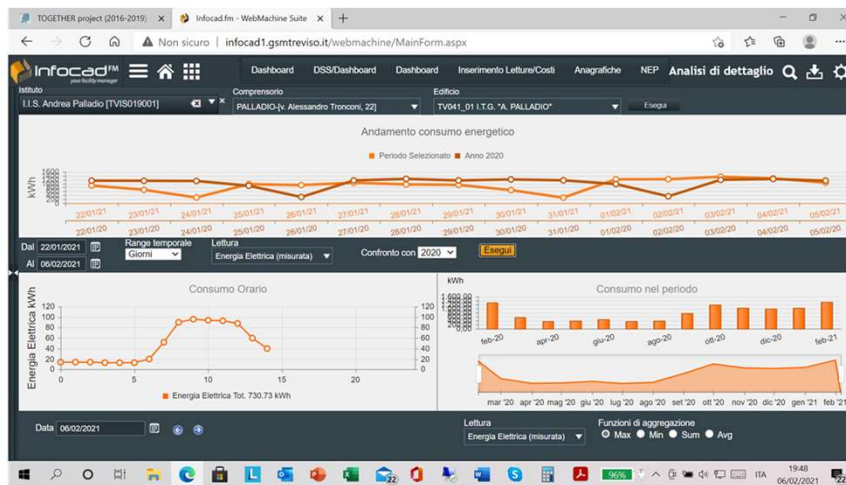 TOGETHER project (2016-2019)
Infocad.fm - WebMachine Suite
Non sicuro | infocad1.gsmtreviso.it/webmachine/MainForm.aspx
Infocad FM
your facility manager
Dashboard DSS/Dashboard Dashboard Inserimento Letture/Costi Anagrafiche NEP Analisi di dettaglio
Istituto Comprensorio Edificio
I.I.S. Andrea Palladio [TVIS019001] PALLADIO-[v. Alessandro Tronconi, 22] TV041_01 I.T.G. "A. PALLADIO" Esegui
Andamento consumo energetico
Periodo Selezionato Anno 2020
kWh
22/01/21 23/01/21 24/01/21 25/01/21 26/01/21 27/01/21 28/01/21 29/01/21 30/01/21 31/01/21 01/02/21 02/02/21 03/02/21 04/02/21 05/02/21
22/01/20 23/01/20 24/01/20 25/01/20 26/01/20 27/01/20 28/01/20 29/01/20 30/01/20 31/01/20 01/02/20 02/02/20 03/02/20 04/02/20 05/02/20
Dal 22/01/2021 Range temporale Lettura
Giorni Energia Elettrica (misurata) Confronto con 2020 Esegui
Al 06/02/2021
Consumo Orario
Energia Elettrica kWh
120 120
100 100
80 80
60 60
40 40
20 20
0 0
0 5 10 15 20
Energia Elettrica Tot. 730.73 kWh
kWh
Consumo nel periodo
feb-20 apr-20 giu-20 ago-20 ott-20 dic-20 feb-21
mar '20 apr '20 mag '20 giu '20 lug '20 ago '20 set '20 ott '20 nov '20 dic '20 gen '21 feb '21
Data 06/02/2021
Lettura Funzioni di aggregazione
Energia Elettrica (misurata) Max Min Sum Avg
96% ITA 19:48
06/02/2021
22
22